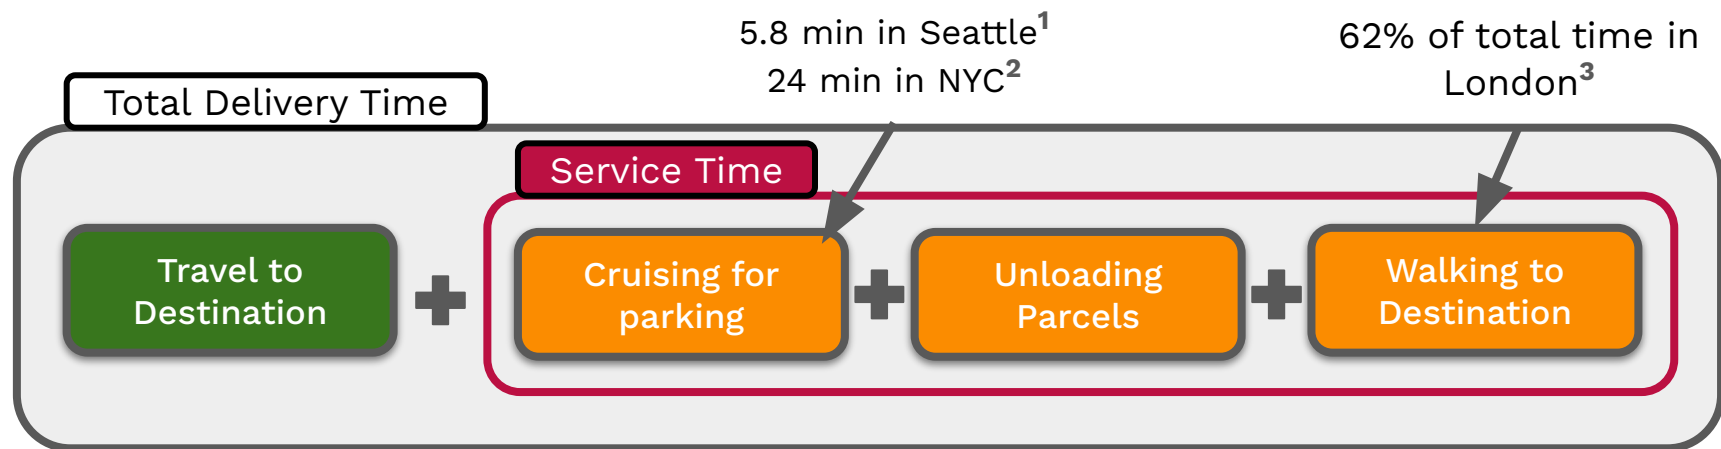 5.8 min in Seattle¹
24 min in NYC²
62% of total time in
London³
Total Delivery Time
Service Time
Travel to
Destination
Cruising for
parking
Unloading
Parcels
Walking to
Destination